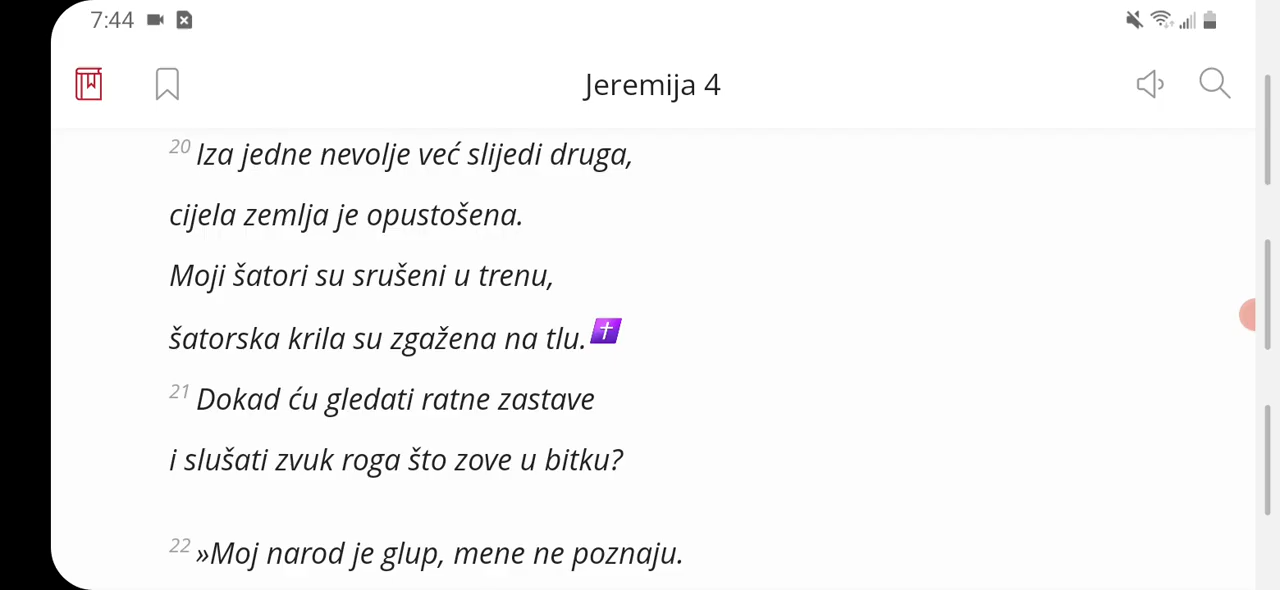 7:44
Jeremija 4
20 Iza jedne nevolje već slijedi druga,
cijela zemlja je opustošena.
Moji šatori su srušeni u trenu,
šatorska krila su zgažena na tlu.✝️
21 Dokad ću gledati ratne zastave
i slušati zvuk roga što zove u bitku?
22 »Moj narod je glup, mene ne poznaju.